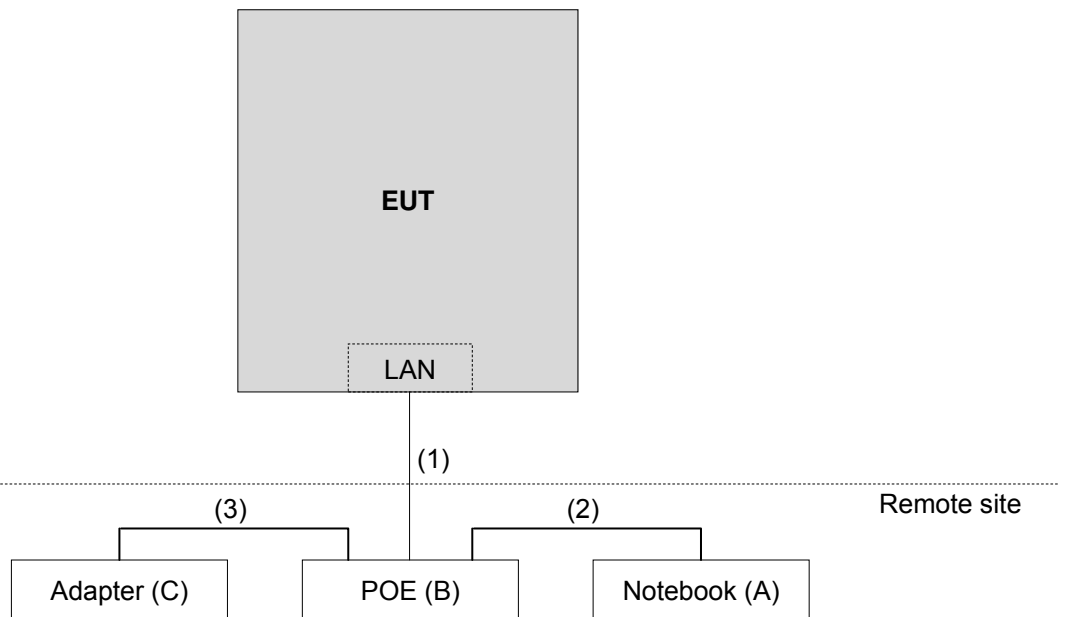 EUT
LAN
(1)
Remote site
(3)
(2)
Adapter (C)
POE (B)
Notebook (A)